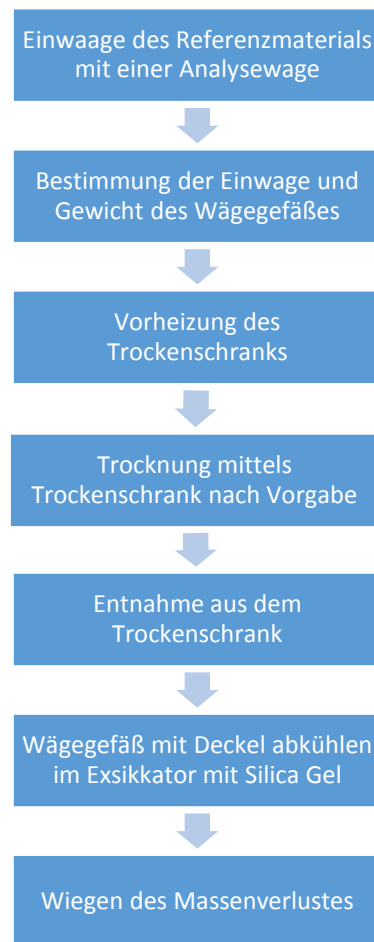 Einwaage des Referenzmaterials
mit einer Analysewage
Bestimmung der Einwage und
Gewicht des Wägegefäßes
Vorheizung des
Trockenschranks
Trocknung mittels
Trockenschrank nach Vorgabe
Entnahme aus dem
Trockenschrank
Wägegefäß mit Deckel abkühlen
im Exsikkator mit Silica Gel
Wiegen des Massenverlustes